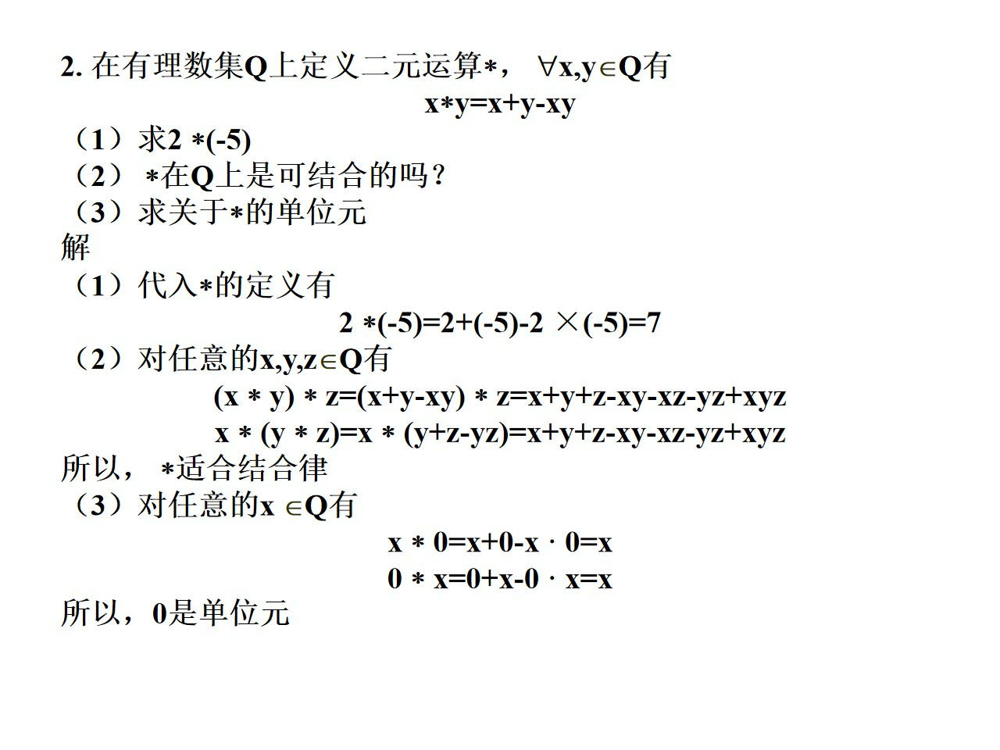 2. 在有理数集Q上定义二元运算∗， ∀x,y∈Q有
x∗y=x+y-xy
（1）求2 ∗(-5)
（2） ∗在Q上是可结合的吗？
（3）求关于∗的单位元
解
（1）代入∗的定义有
2 ∗(-5)=2+(-5)-2 ×(-5)=7
（2）对任意的x,y,z∈Q有
(x ∗ y) ∗ z=(x+y-xy) ∗ z=x+y+z-xy-xz-yz+xyz
x ∗ (y ∗ z)=x ∗ (y+z-yz)=x+y+z-xy-xz-yz+xyz
所以， ∗适合结合律
（3）对任意的x ∈Q有
x ∗ 0=x+0-x · 0=x
0 ∗ x=0+x-0 · x=x
所以，0是单位元